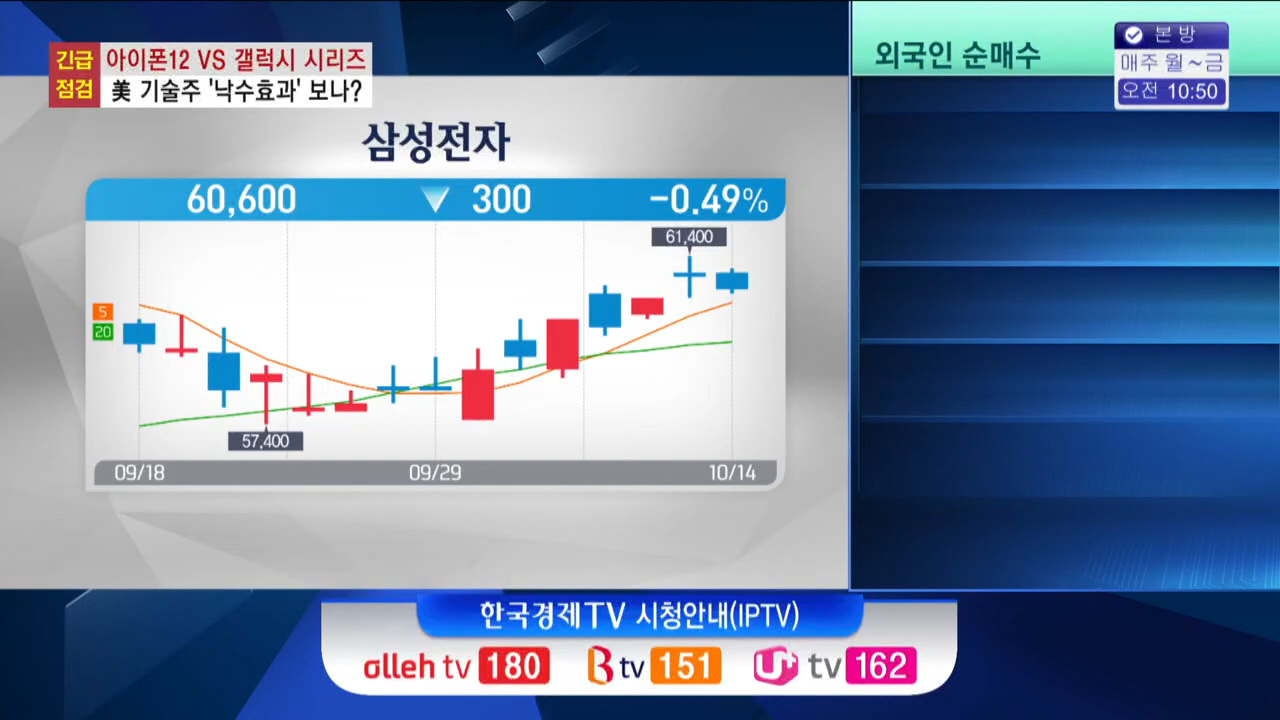 긴급
점검
아이폰12 VS 갤럭시 시리즈
美 기술주 '낙수효과' 보나?
삼성전자
60,600 ▼ 300 -0.49%
61,400
5
20
57,400
09/18 09/29 10/14
외국인 순매수
본 방
매주 월~금
오전 10:50
한국경제TV 시청안내(IPTV)
olleh tv 180 B tv 151 U+ tv 162